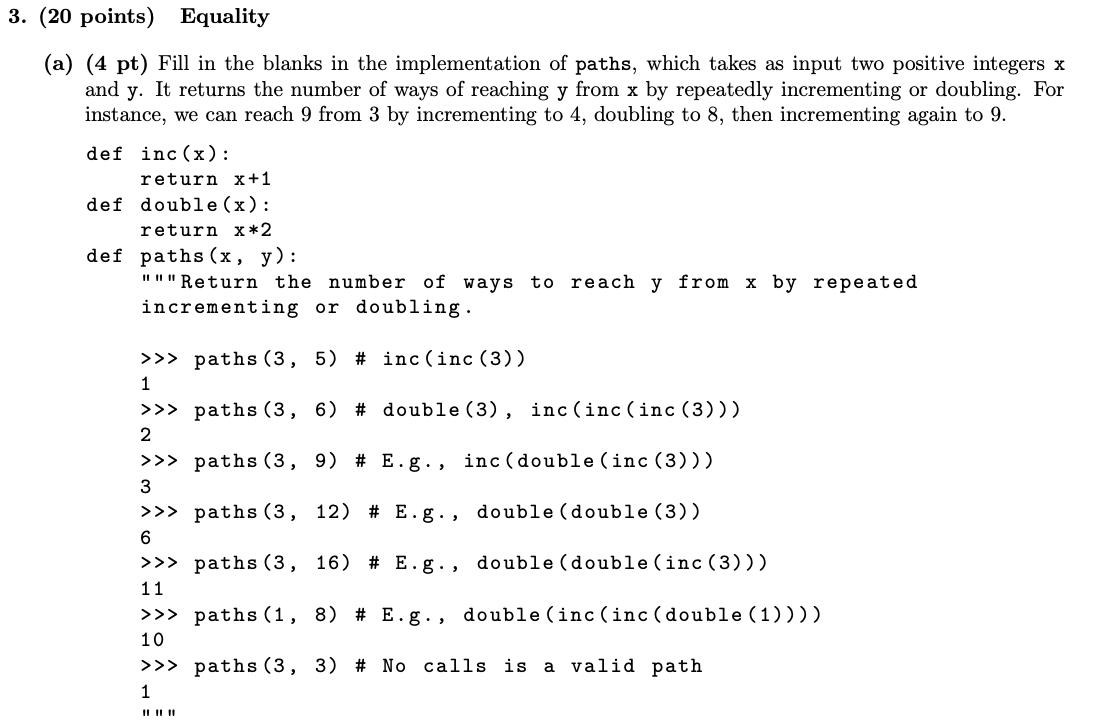 3. (20 points) Equality
(a) (4 pt) Fill in the blanks in the implementation of paths, which takes as input two positive integers x
and y. It returns the number of ways of reaching y from x by repeatedly incrementing or doubling. For
instance, we can reach 9 from 3 by incrementing to 4, doubling to 8, then incrementing again to 9.
def inc(x):
    return x+1
def double(x):
    return x*2
def paths(x, y):
    """Return the number of ways to reach y from x by repeated
    incrementing or doubling.

    >>> paths(3, 5) # inc(inc(3))
    1
    >>> paths(3, 6) # double(3), inc(inc(inc(3)))
    2
    >>> paths(3, 9) # E.g., inc(double(inc(3)))
    3
    >>> paths(3, 12) # E.g., double(double(3))
    6
    >>> paths(3, 16) # E.g., double(double(inc(3)))
    11
    >>> paths(1, 8) # E.g., double(inc(inc(double(1))))
    10
    >>> paths(3, 3) # No calls is a valid path
    1
    """